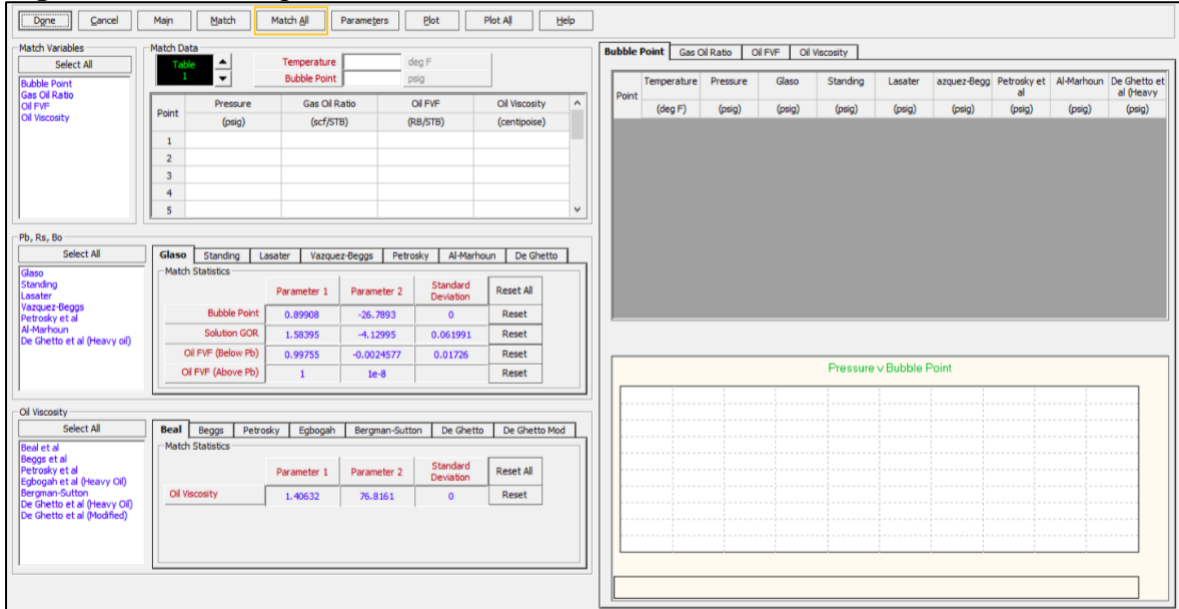 Done Cancel Main Match Match All Parameters Plot Plot All Help
Match Variables
Select All
Bubble Point
Gas Oil Ratio
Oil FVF
Oil Viscosity
Match Data
Table
1
Temperature deg F
Bubble Point psig
Point Pressure Gas Oil Ratio Oil FVF Oil Viscosity
(psig) (scf/STB) (RB/STB) (centipoise)
1
2
3
4
5
Pb, Rs, Bo
Select All
Glaso
Standing
Lasater
Vazquez-Beggs
Petrosky et al
Al-Marhoun
De Ghetto et al (Heavy oil)
Glaso Standing Lasater Vazquez-Beggs Petrosky Al-Marhoun De Ghetto
Match Statistics
Parameter 1 Parameter 2 Standard Deviation Reset All
Bubble Point 0.89908 -26.7893 0 Reset
Solution GOR 1.58395 -4.12995 0.061991 Reset
Oil FVF (Below Pb) 0.99755 -0.0024577 0.01726 Reset
Oil FVF (Above Pb) 1 1e-8 Reset
Oil Viscosity
Select All
Beal et al
Beggs et al
Petrosky et al
Egbogah et al (Heavy Oil)
Bergman-Sutton
De Ghetto et al (Heavy Oil)
De Ghetto et al (Modified)
Beal Beggs Petrosky Egbogah Bergman-Sutton De Ghetto De Ghetto Mod
Match Statistics
Parameter 1 Parameter 2 Standard Deviation Reset All
Oil Viscosity 1.40632 76.8161 0 Reset
Bubble Point Gas Oil Ratio Oil FVF Oil Viscosity
Point Temperature Pressure Glaso Standing Lasater azquez-Begg Petrosky et al Al-Marhoun De Ghetto et al (Heavy
(deg F) (psig) (psig) (psig) (psig) (psig) (psig) (psig) (psig)
Pressure v Bubble Point